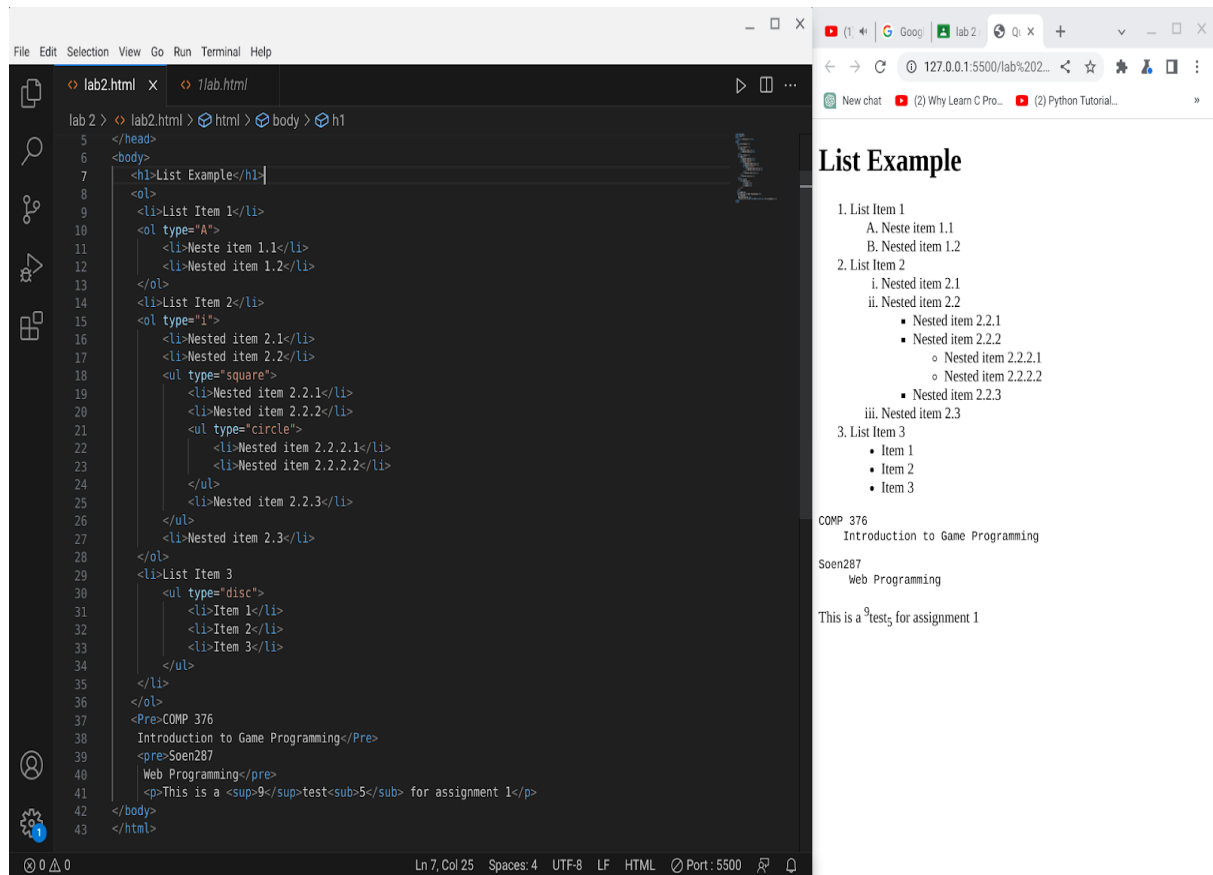 File Edit Selection View Go Run Terminal Help
lab2.html X 1lab.html
lab 2 > lab2.html > html > body > h1
5 </head>
6 <body>
7 <h1>List Example</h1>
8 <ol>
9 <li>List Item 1</li>
10 <ol type="A">
11 <li>Neste item 1.1</li>
12 <li>Nested item 1.2</li>
13 </ol>
14 <li>List Item 2</li>
15 <ol type="i">
16 <li>Nested item 2.1</li>
17 <li>Nested item 2.2</li>
18 <ul type="square">
19 <li>Nested item 2.2.1</li>
20 <li>Nested item 2.2.2</li>
21 <ul type="circle">
22 <li>Nested item 2.2.2.1</li>
23 <li>Nested item 2.2.2.2</li>
24 </ul>
25 <li>Nested item 2.2.3</li>
26 </ul>
27 <li>Nested item 2.3</li>
28 </ol>
29 <li>List Item 3
30 <ul type="disc">
31 <li>Item 1</li>
32 <li>Item 2</li>
33 <li>Item 3</li>
34 </ul>
35 </li>
36 </ol>
37 <Pre>COMP 376
38 Introduction to Game Programming</Pre>
39 <pre>Soen287
40 Web Programming</pre>
41 <p>This is a <sup>9</sup>test<sub>5</sub> for assignment 1</p>
42 </body>
43 </html>
1
0 0 Ln 7, Col 25 Spaces: 4 UTF-8 LF HTML Port : 5500
(1 Goog lab 2 Qu X +
127.0.0.1:5500/lab%202...
New chat (2) Why Learn C Pro... (2) Python Tutorial... »
List Example
1. List Item 1
A. Neste item 1.1
B. Nested item 1.2
2. List Item 2
i. Nested item 2.1
ii. Nested item 2.2
▪ Nested item 2.2.1
▪ Nested item 2.2.2
◦ Nested item 2.2.2.1
◦ Nested item 2.2.2.2
▪ Nested item 2.2.3
iii. Nested item 2.3
3. List Item 3
• Item 1
• Item 2
• Item 3
COMP 376
Introduction to Game Programming
Soen287
Web Programming
This is a 9test5 for assignment 1